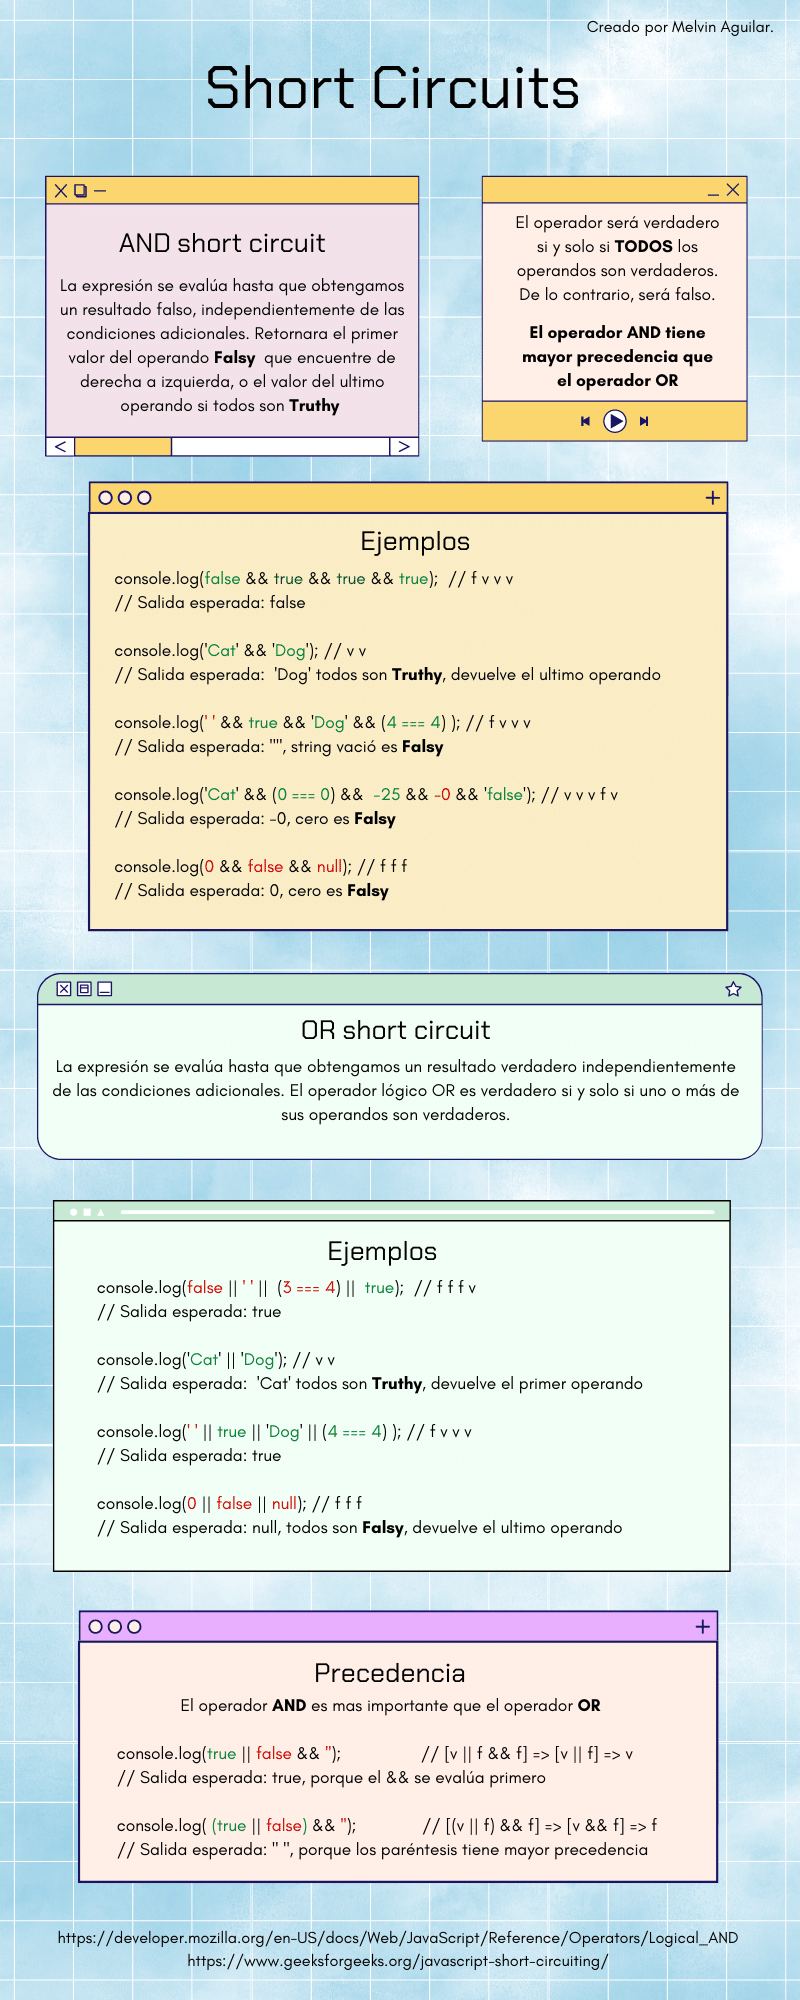 Creado por Melvin Aguilar.
Short Circuits
AND short circuit
La expresión se evalúa hasta que obtengamos
un resultado falso, independientemente de las
condiciones adicionales. Retornara el primer
valor del operando Falsy que encuentre de
derecha a izquierda, o el valor del ultimo
operando si todos son Truthy
El operador será verdadero
si y solo si TODOS los
operandos son verdaderos.
De lo contrario, será falso.
El operador AND tiene
mayor precedencia que
el operador OR
Ejemplos
console.log(false && true && true && true); // f v v v
// Salida esperada: false
console.log('Cat' && 'Dog'); // v v
// Salida esperada: 'Dog' todos son Truthy, devuelve el ultimo operando
console.log(' ' && true && 'Dog' && (4 === 4) ); // f v v v
// Salida esperada: "", string vació es Falsy
console.log('Cat' && (0 === 0) && -25 && -0 && 'false'); // v v v f v
// Salida esperada: -0, cero es Falsy
console.log(0 && false && null); // f f f
// Salida esperada: 0, cero es Falsy
OR short circuit
La expresión se evalúa hasta que obtengamos un resultado verdadero independientemente
de las condiciones adicionales. El operador lógico OR es verdadero si y solo si uno o más de
sus operandos son verdaderos.
Ejemplos
console.log(false || ' ' || (3 === 4) || true); // f f f v
// Salida esperada: true
console.log('Cat' || 'Dog'); // v v
// Salida esperada: 'Cat' todos son Truthy, devuelve el primer operando
console.log(' ' || true || 'Dog' || (4 === 4) ); // f v v v
// Salida esperada: true
console.log(0 || false || null); // f f f
// Salida esperada: null, todos son Falsy, devuelve el ultimo operando
Precedencia
El operador AND es mas importante que el operador OR
console.log(true || false && ''); // [v || f && f] => [v || f] => v
// Salida esperada: true, porque el && se evalúa primero
console.log( (true || false) && ''); // [(v || f) && f] => [v && f] => f
// Salida esperada: " ", porque los paréntesis tiene mayor precedencia
https://developer.mozilla.org/en-US/docs/Web/JavaScript/Reference/Operators/Logical_AND
https://www.geeksforgeeks.org/javascript-short-circuiting/